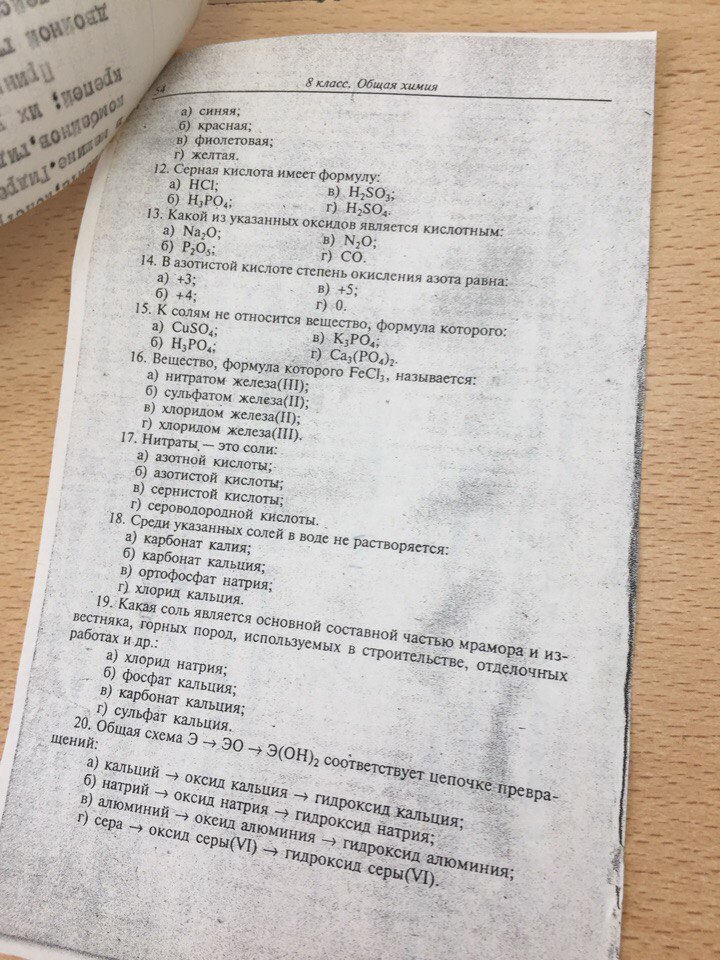 двойной
54
8 класс. Общая химия
а) синяя;
б) красная;
в) фиолетовая;
г) желтая.
12. Серная кислота имеет формулу:
а) HCl; в) H₂SO₃;
б) H₃PO₄; г) H₂SO₄.
13. Какой из указанных оксидов является кислотным:
а) Na₂O; в) N₂O;
б) P₂O₅; г) CO.
14. В азотистой кислоте степень окисления азота равна:
а) +3; в) +5;
б) +4; г) 0.
15. К солям не относится вещество, формула которого:
а) CuSO₄; в) K₃PO₄;
б) H₃PO₄; г) Ca₃(PO₄)₂.
16. Вещество, формула которого FeCl₃, называется:
а) нитратом железа(III);
б) сульфатом железа(II);
в) хлоридом железа(II);
г) хлоридом железа(III).
17. Нитраты — это соли:
а) азотной кислоты;
б) азотистой кислоты;
в) сернистой кислоты;
г) сероводородной кислоты.
18. Среди указанных солей в воде не растворяется:
а) карбонат калия;
б) карбонат кальция;
в) ортофосфат натрия;
г) хлорид кальция.
19. Какая соль является основной составной частью мрамора и из-
вестняка, горных пород, используемых в строительстве, отделочных
работах и др.:
а) хлорид натрия;
б) фосфат кальция;
в) карбонат кальция;
г) сульфат кальция.
20. Общая схема Э → ЭО → Э(ОН)₂ соответствует цепочке превра-
щений:
а) кальций → оксид кальция → гидроксид кальция;
б) натрий → оксид натрия → гидроксид натрия;
в) алюминий → оксид алюминия → гидроксид алюминия;
г) сера → оксид серы(VI) → гидроксид серы(VI).